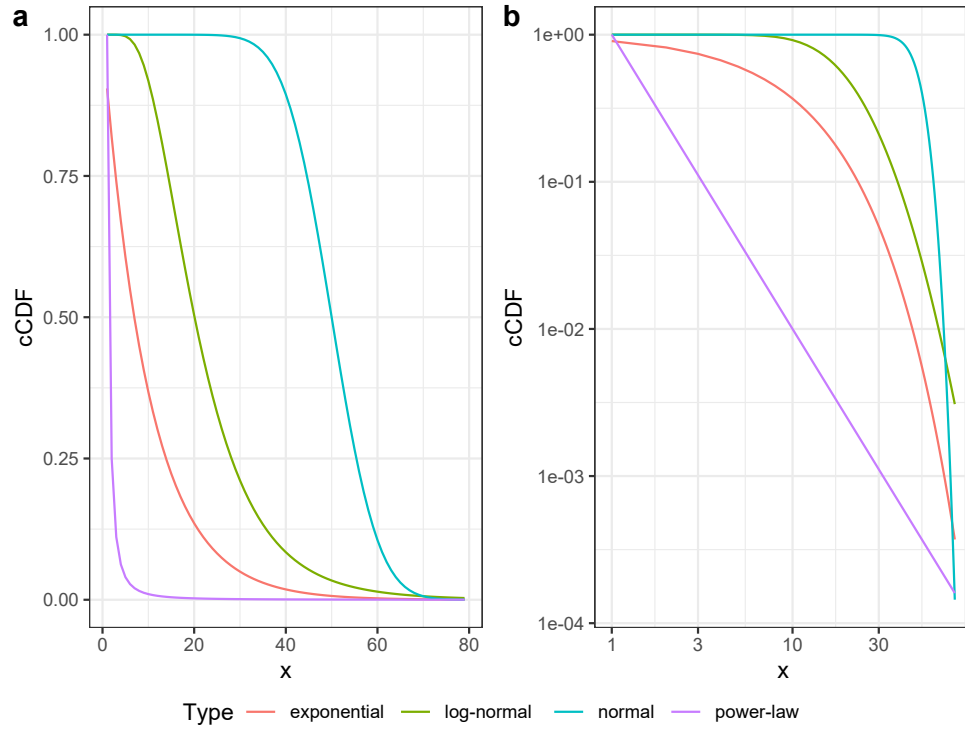 a
1.00
0.75
0.50
0.25
0.00
cCDF
0 20 40 60 80
x
b
1e+00
1e-01
1e-02
1e-03
1e-04
cCDF
1 3 10 30
x
Type exponential log-normal normal power-law